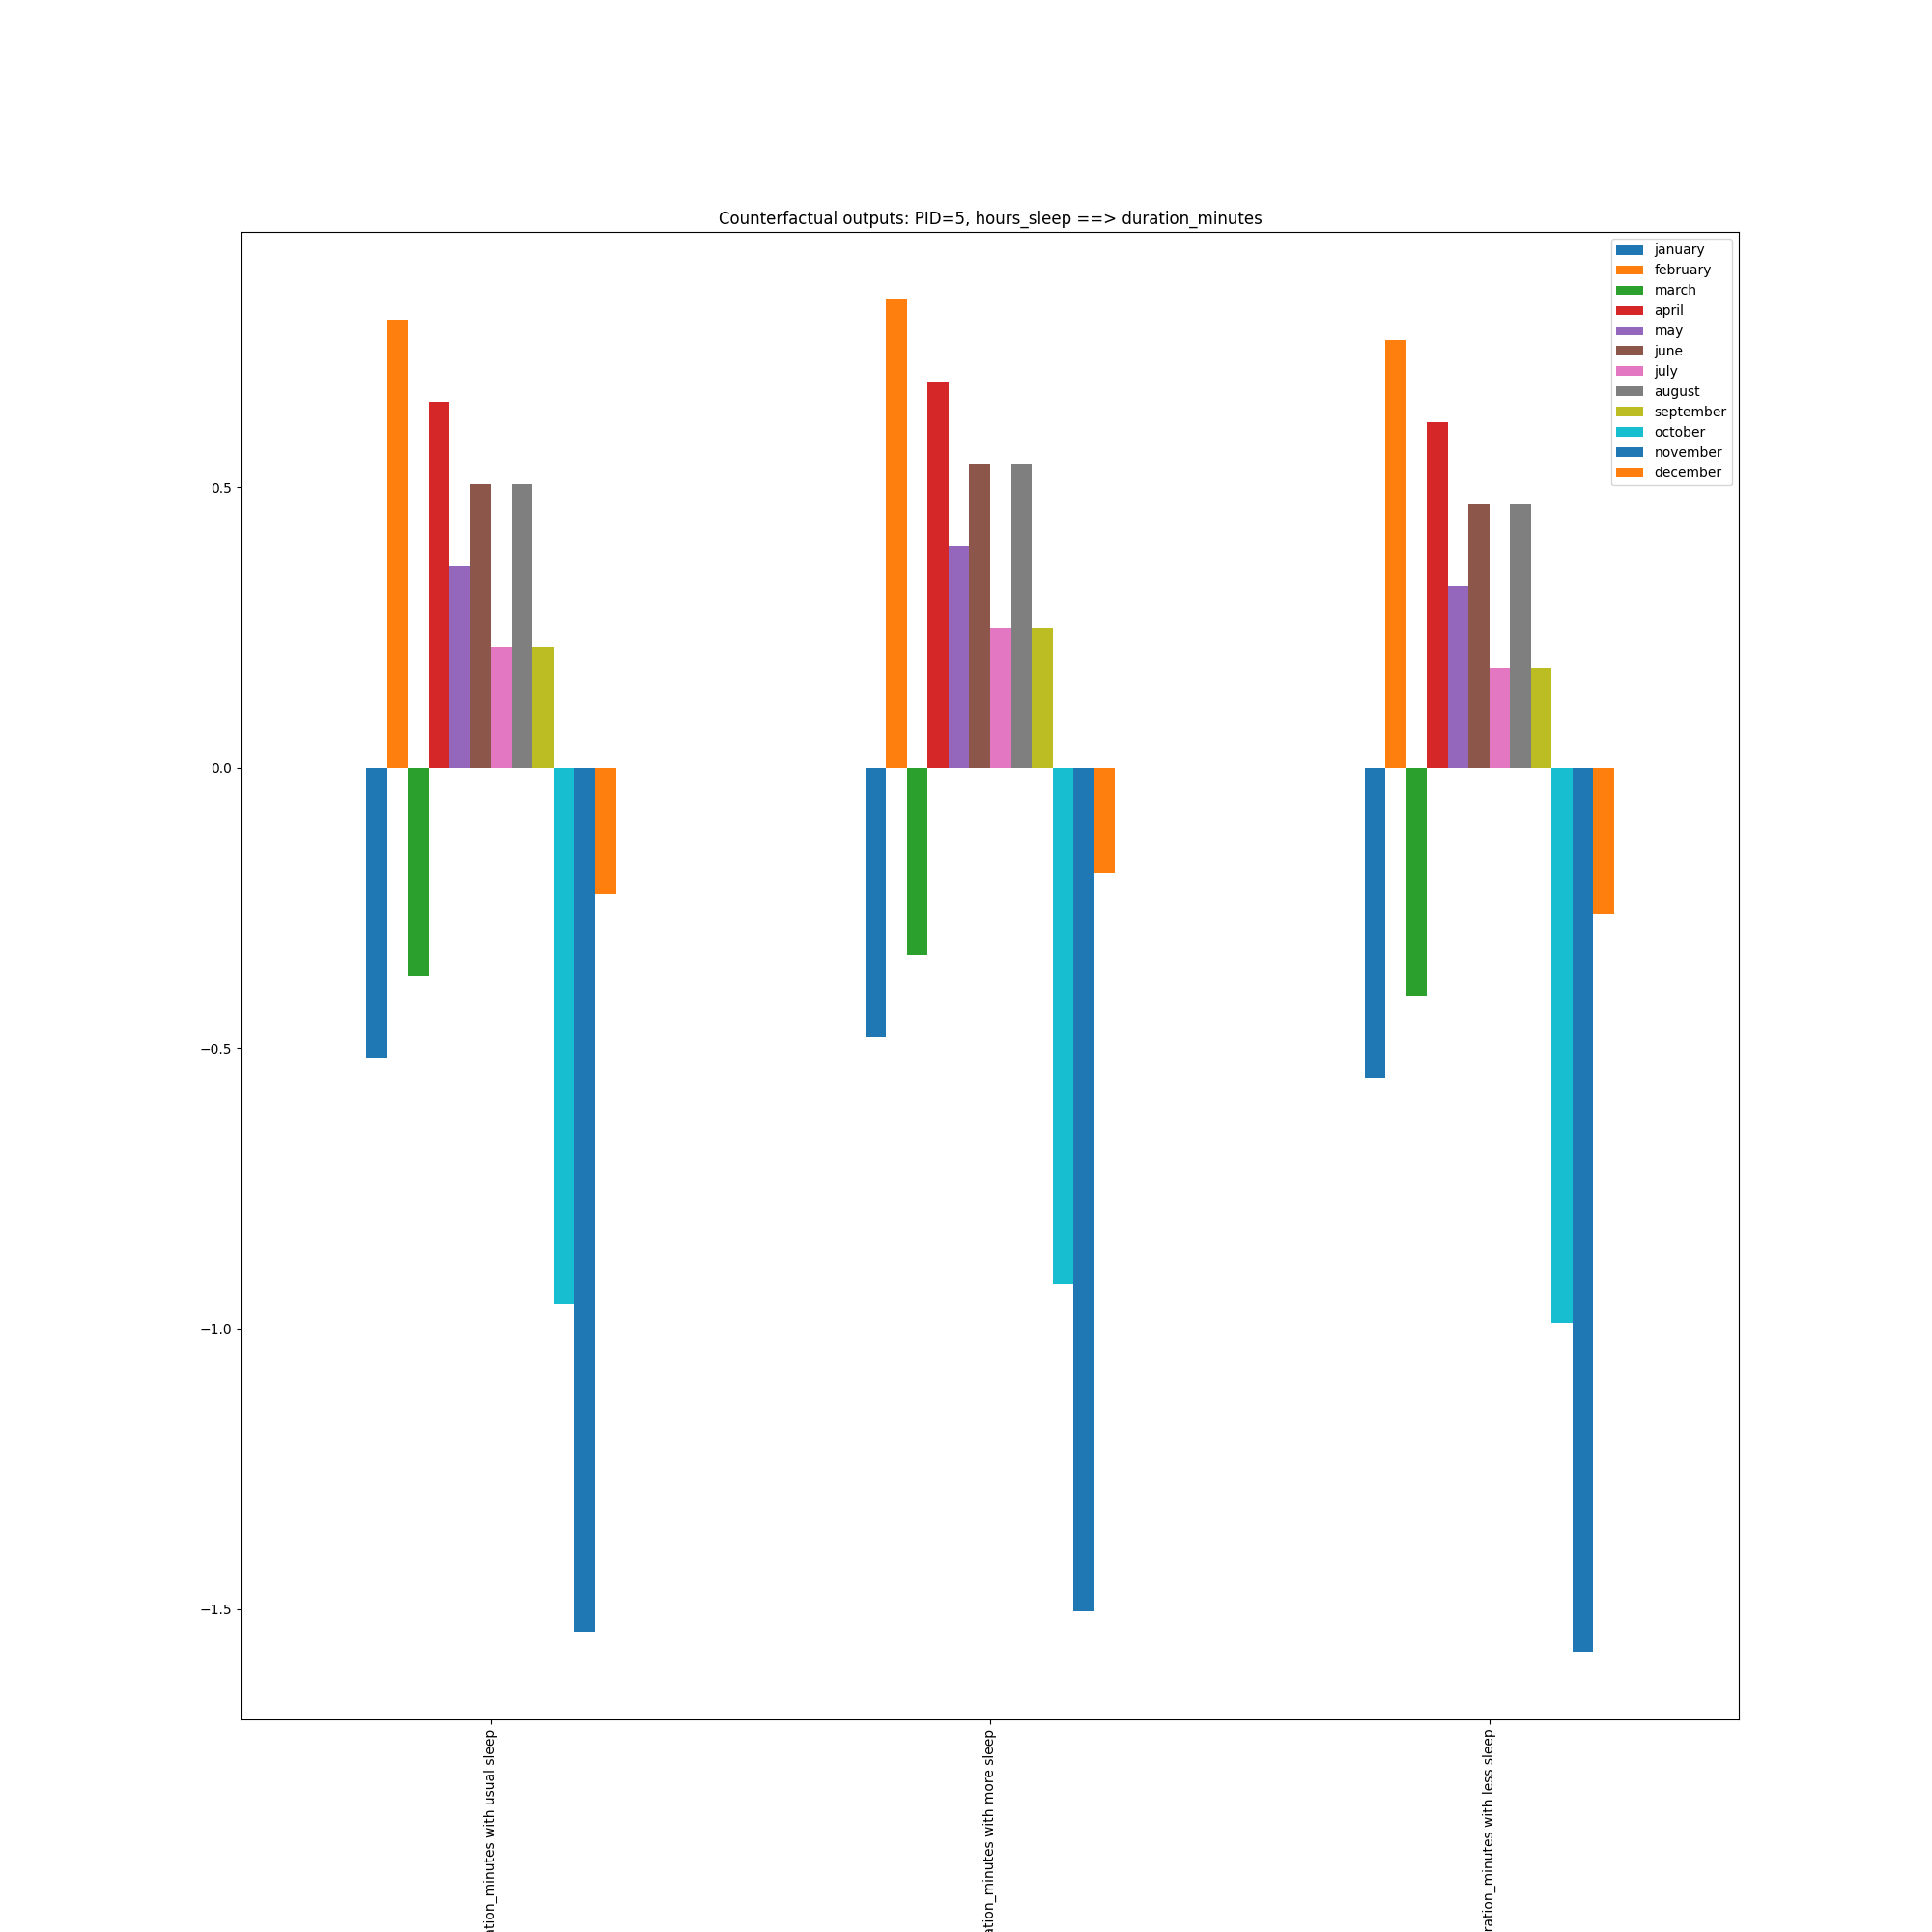 Counterfactual outputs: PID=5, hours_sleep ==> duration_minutes
january
february
march
april
may
june
july
august
september
october
november
december
0.5
0.0
−0.5
−1.0
−1.5
ation_minutes with usual sleep
ation_minutes with more sleep
ration_minutes with less sleep